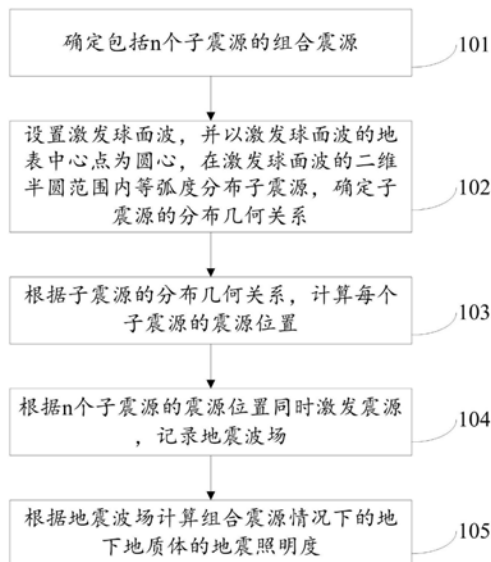 确定包括n个子震源的组合震源
101
设置激发球面波，并以激发球面波的地
表中心点为圆心，在激发球面波的二维
半圆范围内等弧度分布子震源，确定子
震源的分布几何关系
102
根据子震源的分布几何关系，计算每个
子震源的震源位置
103
根据n个子震源的震源位置同时激发震源
，记录地震波场
104
根据地震波场计算组合震源情况下的地
下地质体的地震照明度
105